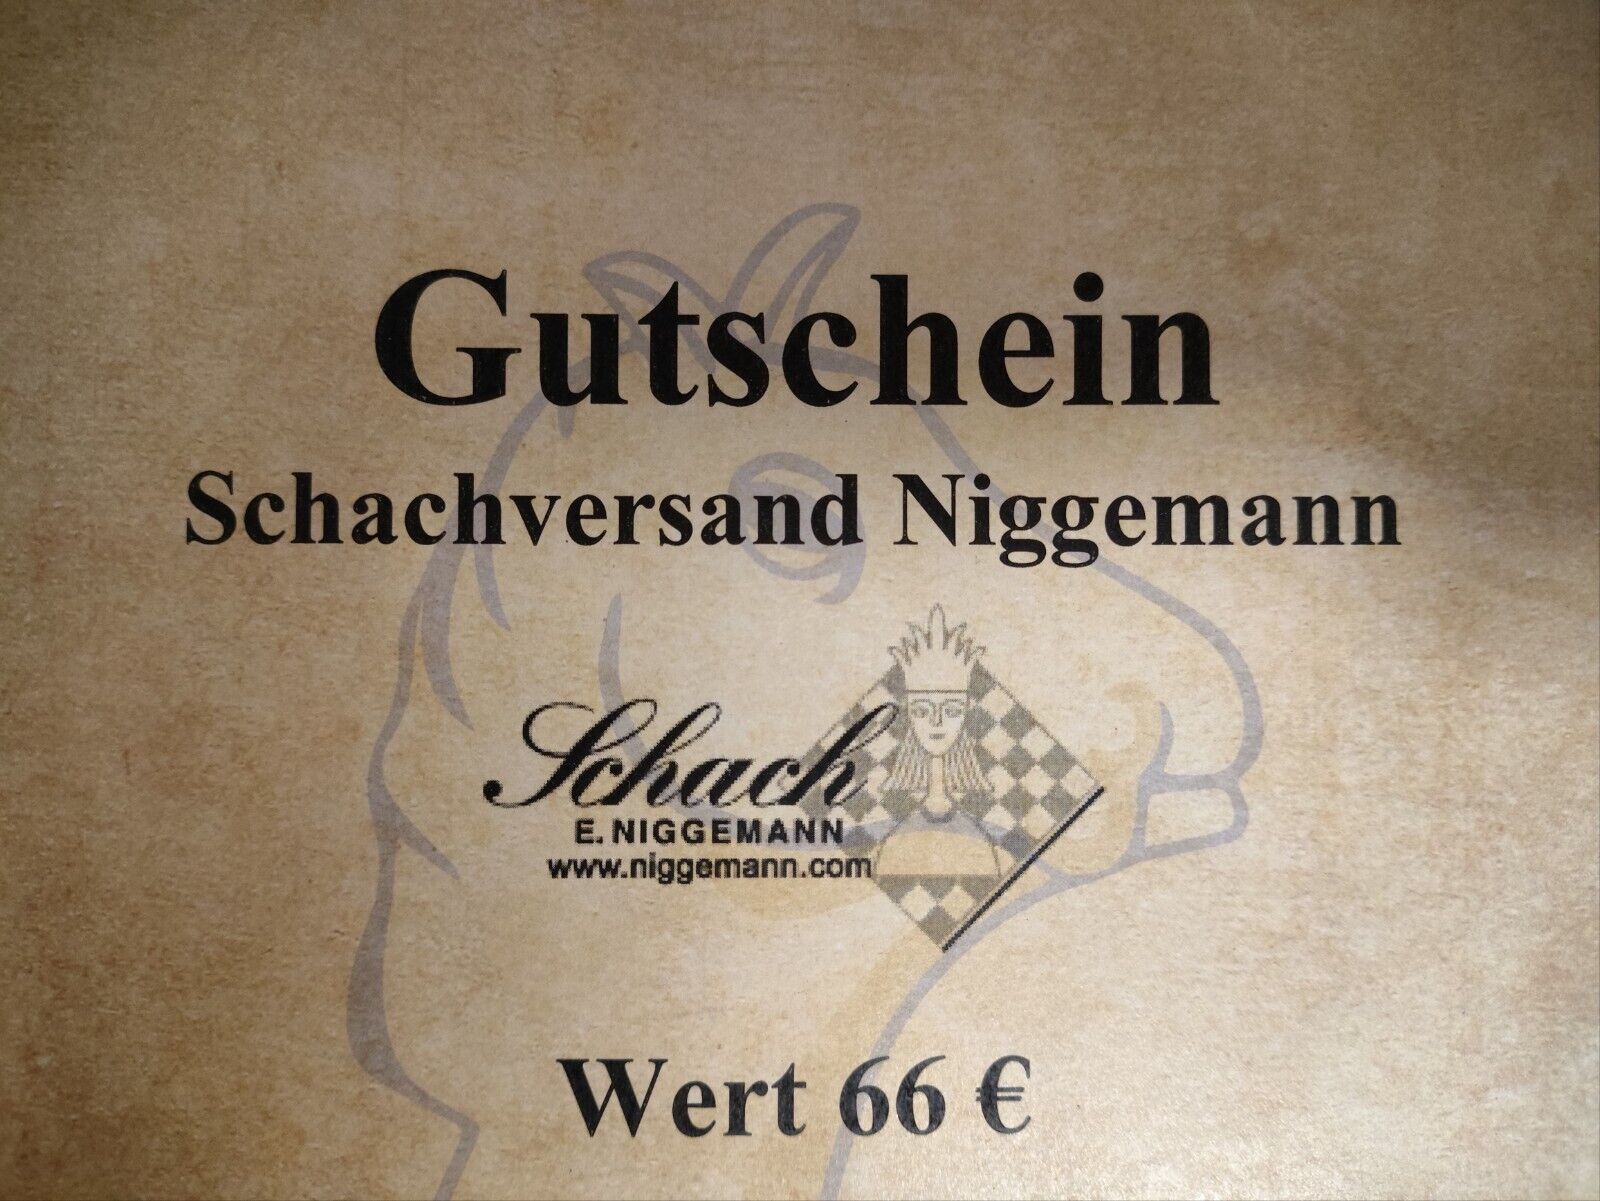 Gutschein
Schachversand Niggemann
Schach
E. NIGGEMANN
www.niggemann.com
Wert 66 €